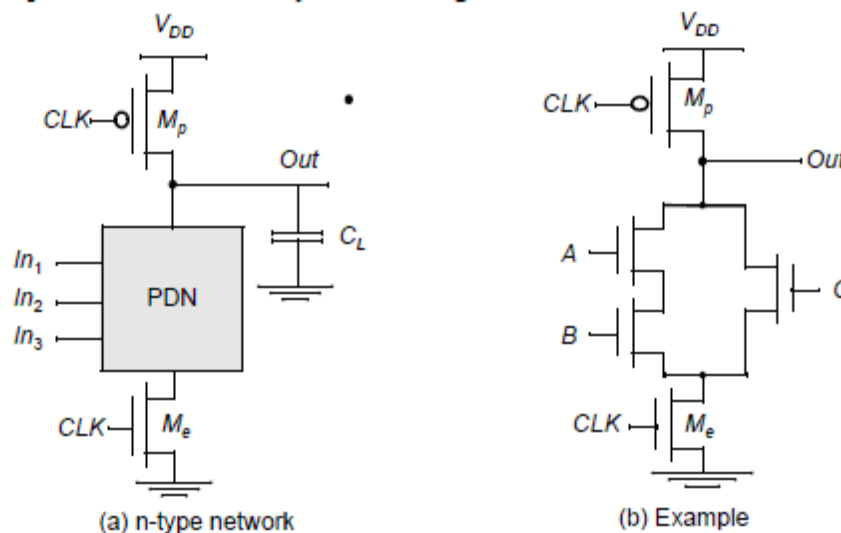 V_DD
CLK
M_p
Out
C_L
In_1
In_2
In_3
PDN
CLK
M_e
(a) n-type network
V_DD
CLK
M_p
Out
A
B
CLK
M_e
(b) Example